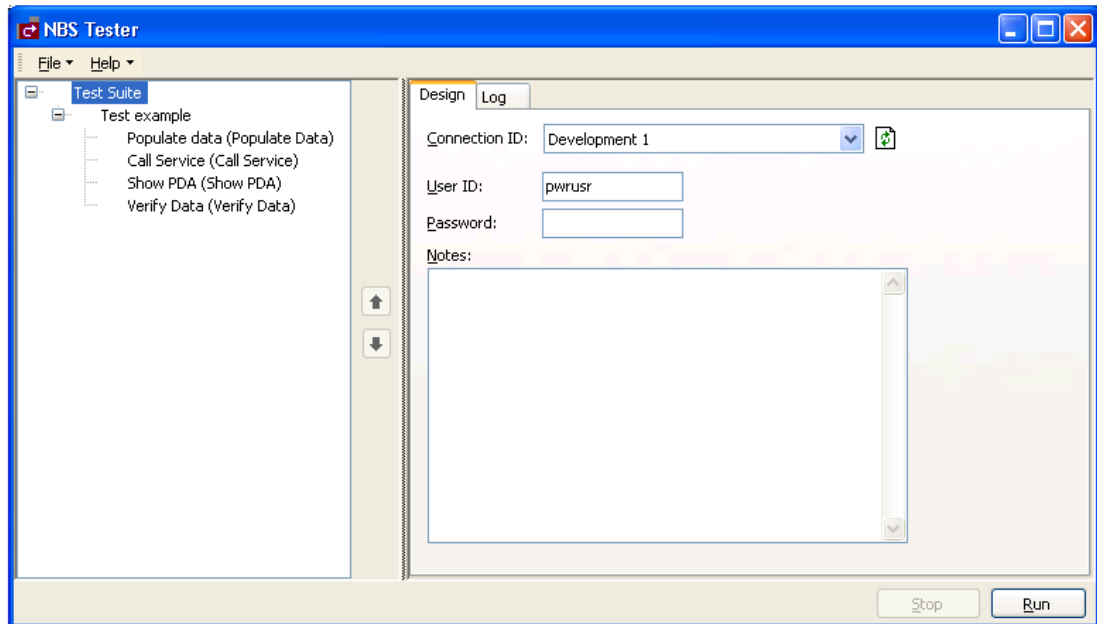 NBS Tester
File Help
Test Suite
Test example
Populate data (Populate Data)
Call Service (Call Service)
Show PDA (Show PDA)
Verify Data (Verify Data)
Design Log
Connection ID: Development 1
User ID: pwrusr
Password:
Notes:
Stop Run